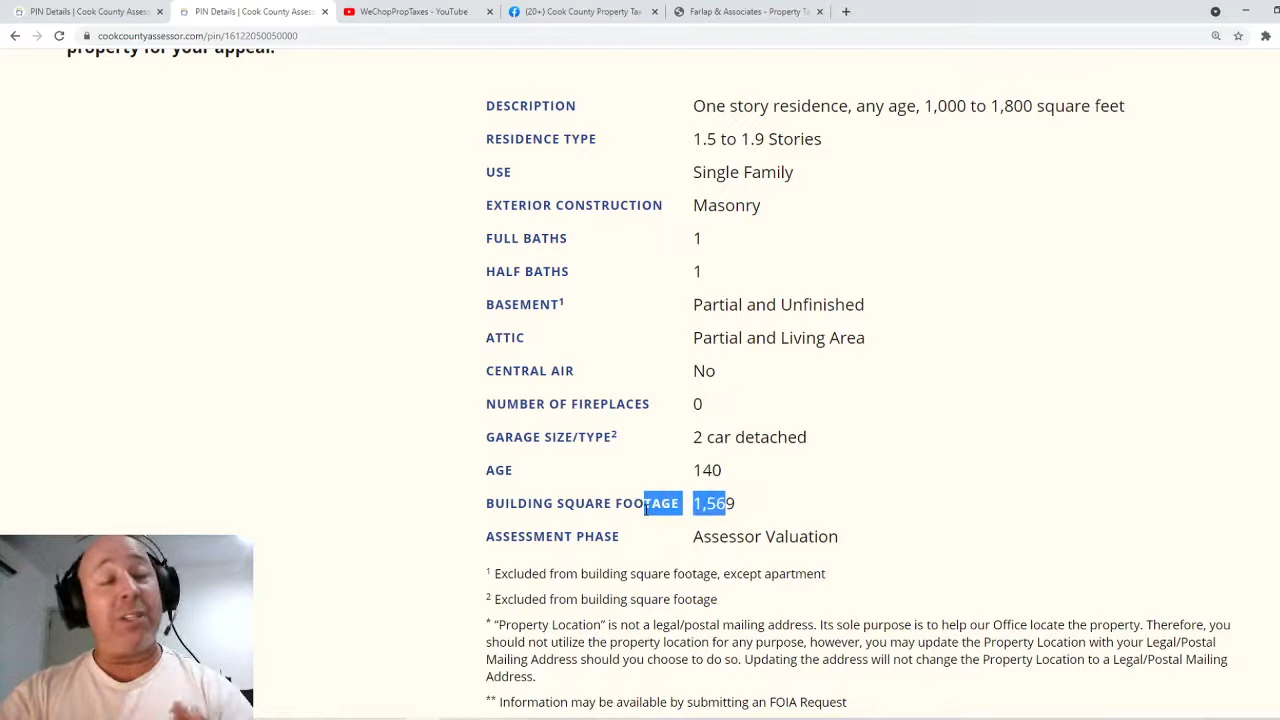 PIN Details | Cook County Assess
PIN Details | Cook County Assess
WeChopPropTaxes - YouTube
(20+) Cook County Property Tax
Farlap & Associates - Property Ta
cookcountyassessor.com/pin/16122050050000
property for your appeal.
DESCRIPTION One story residence, any age, 1,000 to 1,800 square feet
RESIDENCE TYPE 1.5 to 1.9 Stories
USE Single Family
EXTERIOR CONSTRUCTION Masonry
FULL BATHS 1
HALF BATHS 1
BASEMENT1 Partial and Unfinished
ATTIC Partial and Living Area
CENTRAL AIR No
NUMBER OF FIREPLACES 0
GARAGE SIZE/TYPE2 2 car detached
AGE 140
BUILDING SQUARE FOOTAGE 1,569
ASSESSMENT PHASE Assessor Valuation
1 Excluded from building square footage, except apartment
2 Excluded from building square footage
* “Property Location” is not a legal/postal mailing address. Its sole purpose is to help our Office locate the property. Therefore, you
should not utilize the property location for any purpose, however, you may update the Property Location with your Legal/Postal
Mailing Address should you choose to do so. Updating the address will not change the Property Location to a Legal/Postal Mailing
Address.
** Information may be available by submitting an FOIA Request